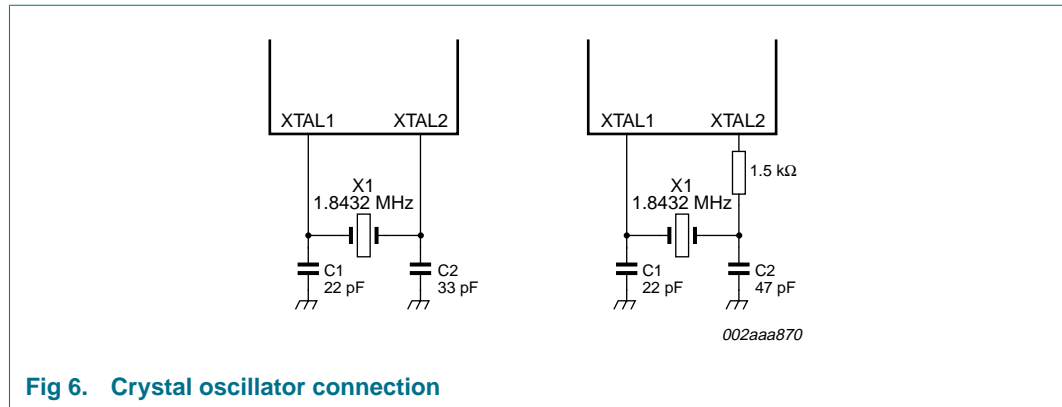 XTAL1 XTAL2
X1
1.8432 MHz
C1
22 pF
C2
33 pF
XTAL1 XTAL2
1.5 kΩ
X1
1.8432 MHz
C1
22 pF
C2
47 pF
002aaa870
Fig 6. Crystal oscillator connection